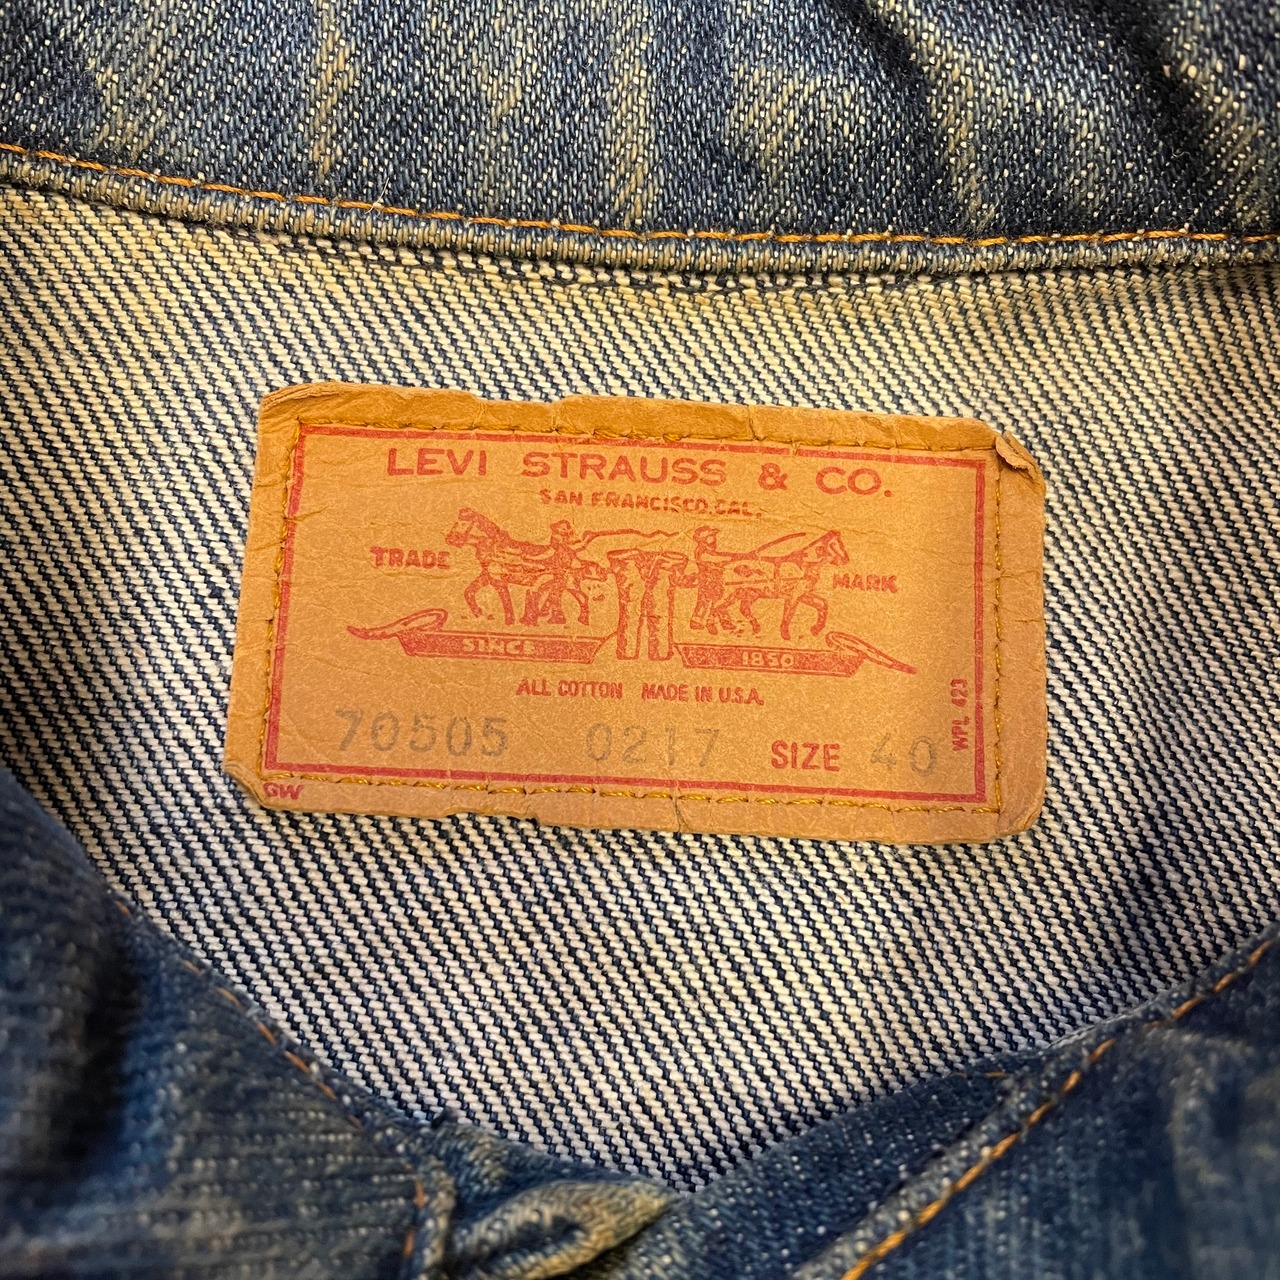 LEVI STRAUSS & CO.
SAN FRANCISCO, CAL.
TRADE MARK
SINCE 1850
ALL COTTON MADE IN U.S.A.
70505 0217 SIZE 40
WPL 423
GW